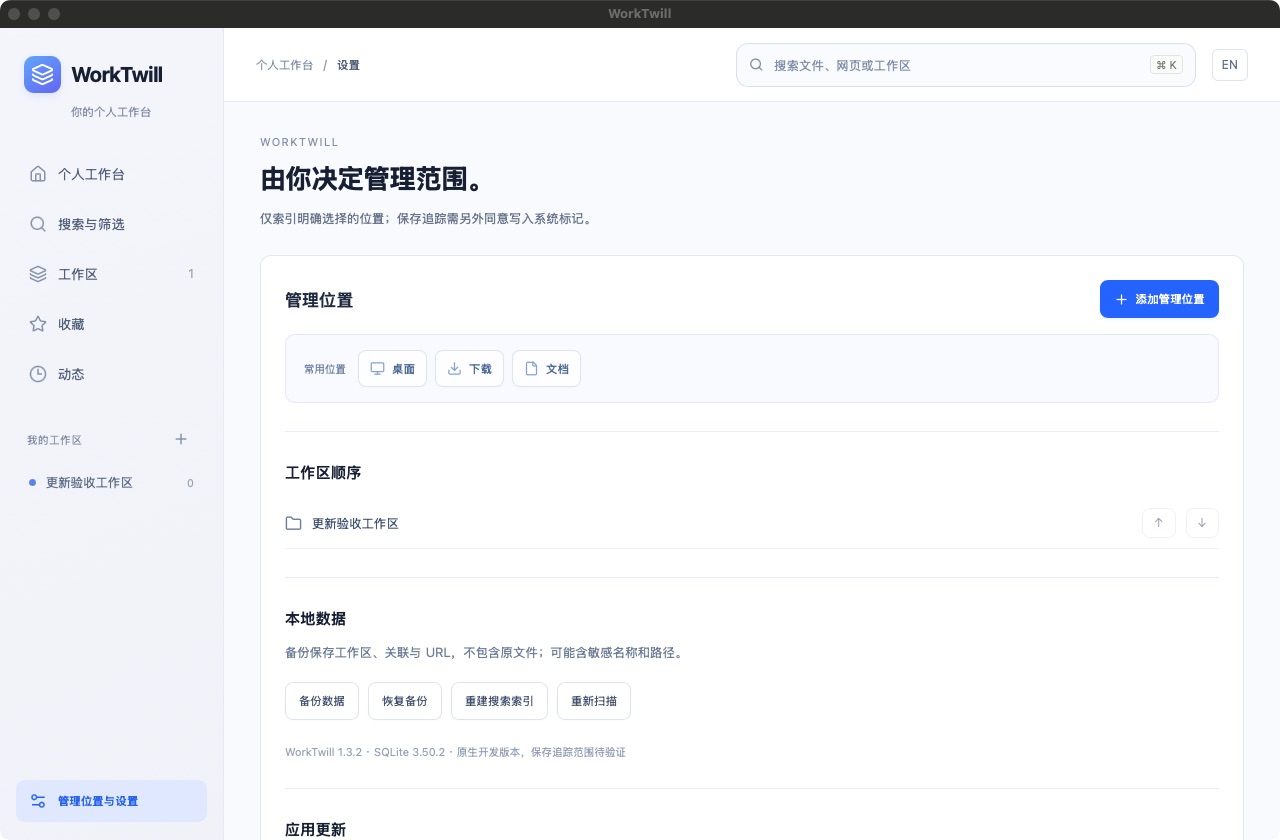 WorkTwill
WorkTwill
你的个人工作台
个人工作台
搜索与筛选
工作区 1
收藏
动态
我的工作区
更新验收工作区 0
管理位置与设置
个人工作台 / 设置
搜索文件、网页或工作区 ⌘ K
EN
WORKTWILL
由你决定管理范围。
仅索引明确选择的位置；保存追踪需另外同意写入系统标记。
管理位置
添加管理位置
常用位置 桌面 下载 文档
工作区顺序
更新验收工作区
本地数据
备份保存工作区、关联与 URL，不包含原文件；可能含敏感名称和路径。
备份数据 恢复备份 重建搜索索引 重新扫描
WorkTwill 1.3.2 · SQLite 3.50.2 · 原生开发版本，保存追踪范围待验证
应用更新